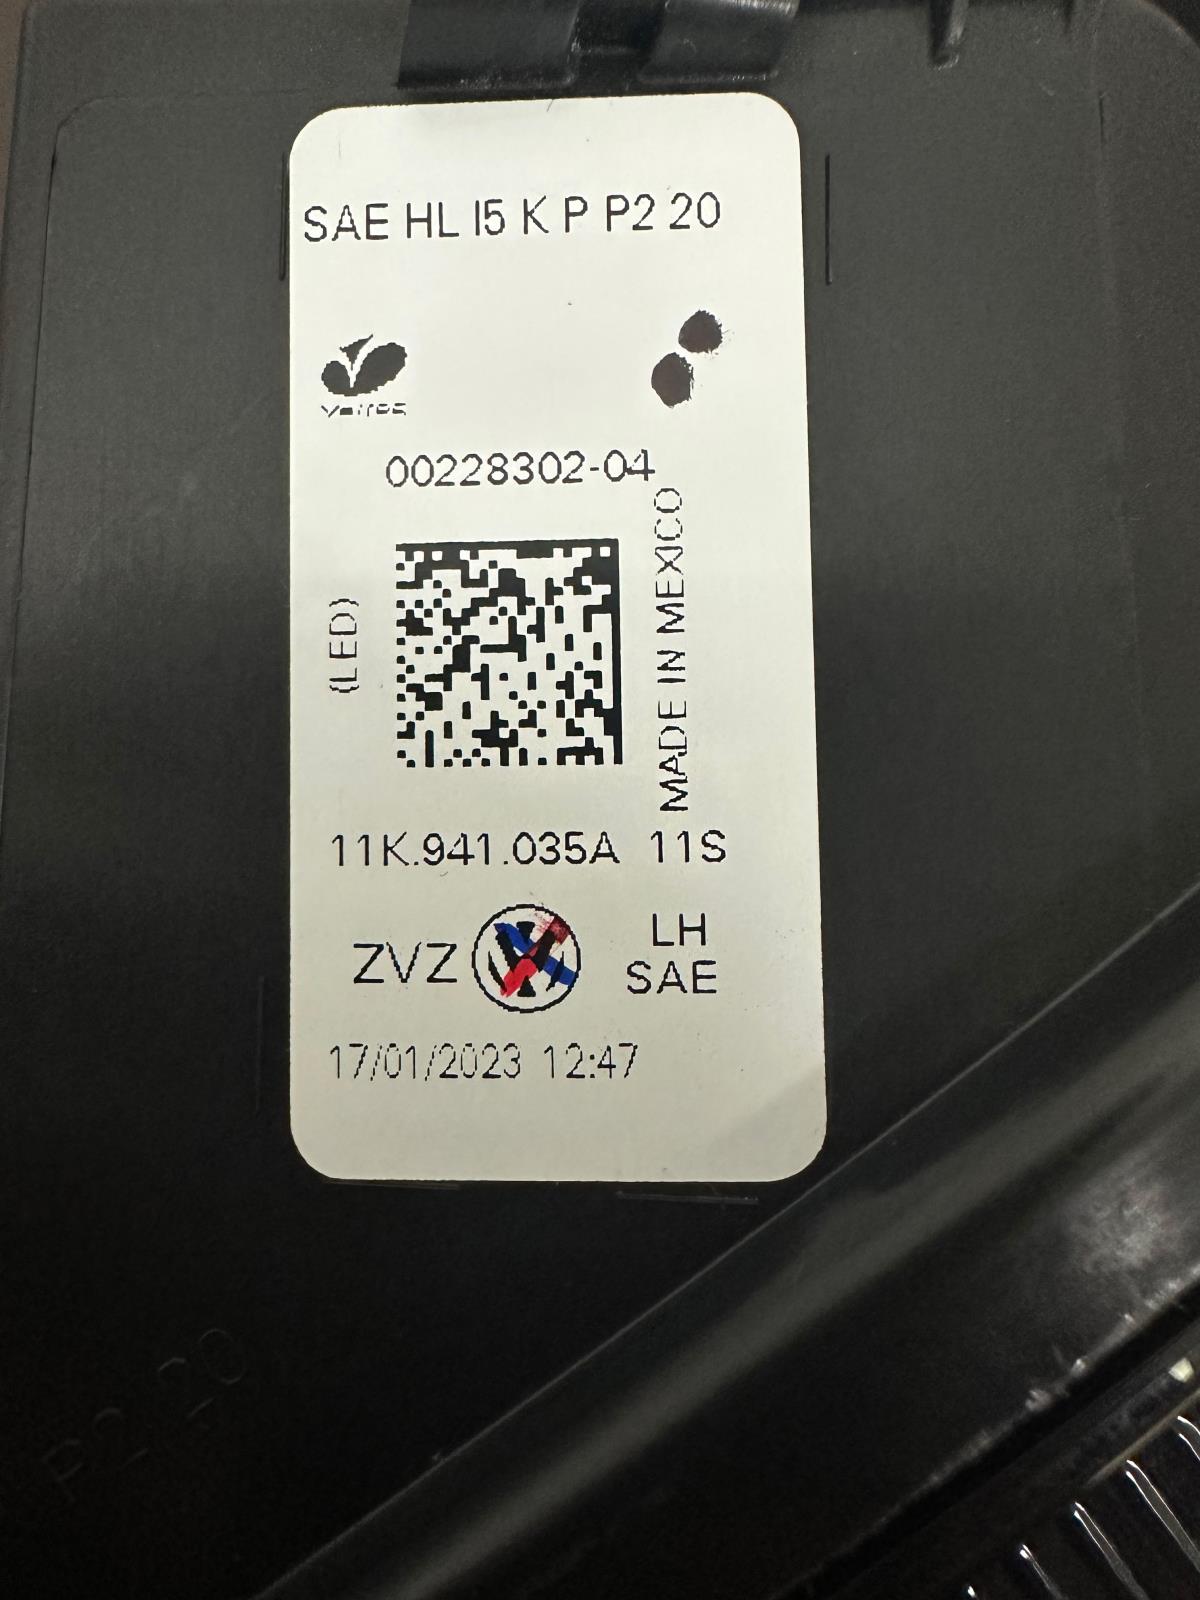 SAE HL I5 K P P2 20
00228302-04
(LED)
MADE IN MEXICO
11K.941.035A 11S
ZVZ
LH
SAE
17/01/2023 12:47
P2 20